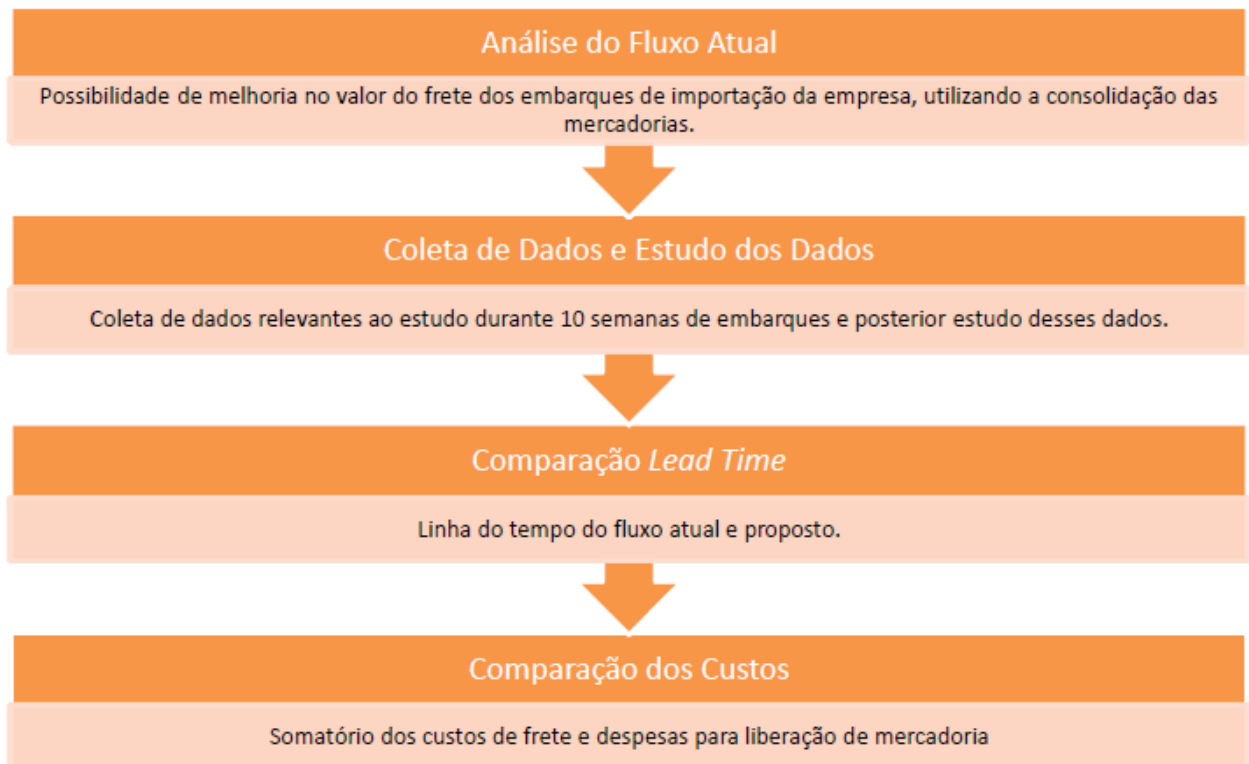 Análise do Fluxo Atual
Possibilidade de melhoria no valor do frete dos embarques de importação da empresa, utilizando a consolidação das
mercadorias.
Coleta de Dados e Estudo dos Dados
Coleta de dados relevantes ao estudo durante 10 semanas de embarques e posterior estudo desses dados.
Comparação Lead Time
Linha do tempo do fluxo atual e proposto.
Comparação dos Custos
Somatório dos custos de frete e despesas para liberação de mercadoria